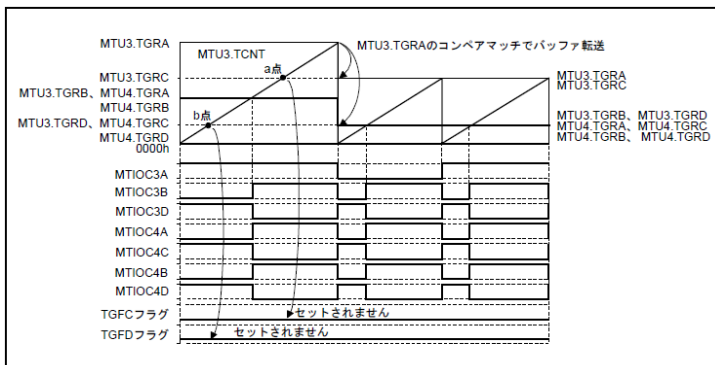 MTU3.TGRA
MTU3.TCNT
MTU3.TGRAのコンペアマッチでバッファ転送
a点
MTU3.TGRC
MTU3.TGRA
MTU3.TGRC
MTU3.TGRB、MTU4.TGRA
MTU4.TGRB
b点
MTU3.TGRD、MTU4.TGRC
MTU4.TGRD
0000h
MTU3.TGRB、MTU3.TGRD
MTU4.TGRA、MTU4.TGRC
MTU4.TGRB、MTU4.TGRD
MTIOC3A
MTIOC3B
MTIOC3D
MTIOC4A
MTIOC4C
MTIOC4B
MTIOC4D
TGFCフラグ
セットされません
TGFDフラグ
セットされません